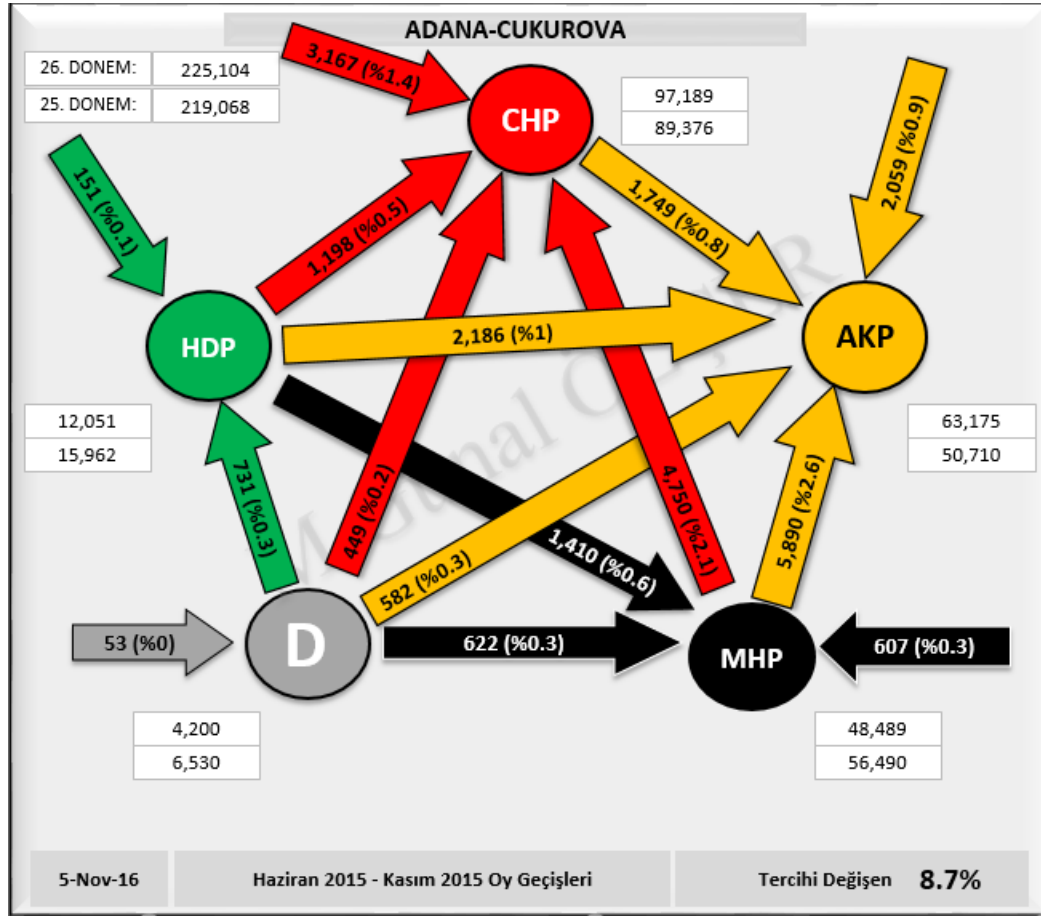 ADANA-CUKUROVA
26. DONEM: 225,104
25. DONEM: 219,068
3,167 (%1.4)
CHP
97,189
89,376
2,059 (%0.9)
151 (%0.1)
1,198 (%0.5)
1,749 (%0.8)
HDP
2,186 (%1)
AKP
12,051
15,962
63,175
50,710
731 (%0.3)
449 (%0.2)
4,750 (%2.1)
5,890 (%2.6)
1,410 (%0.6)
582 (%0.3)
53 (%0)
D
622 (%0.3)
MHP
607 (%0.3)
4,200
6,530
48,489
56,490
5-Nov-16
Haziran 2015 - Kasım 2015 Oy Geçişleri
Tercihi Değişen 8.7%